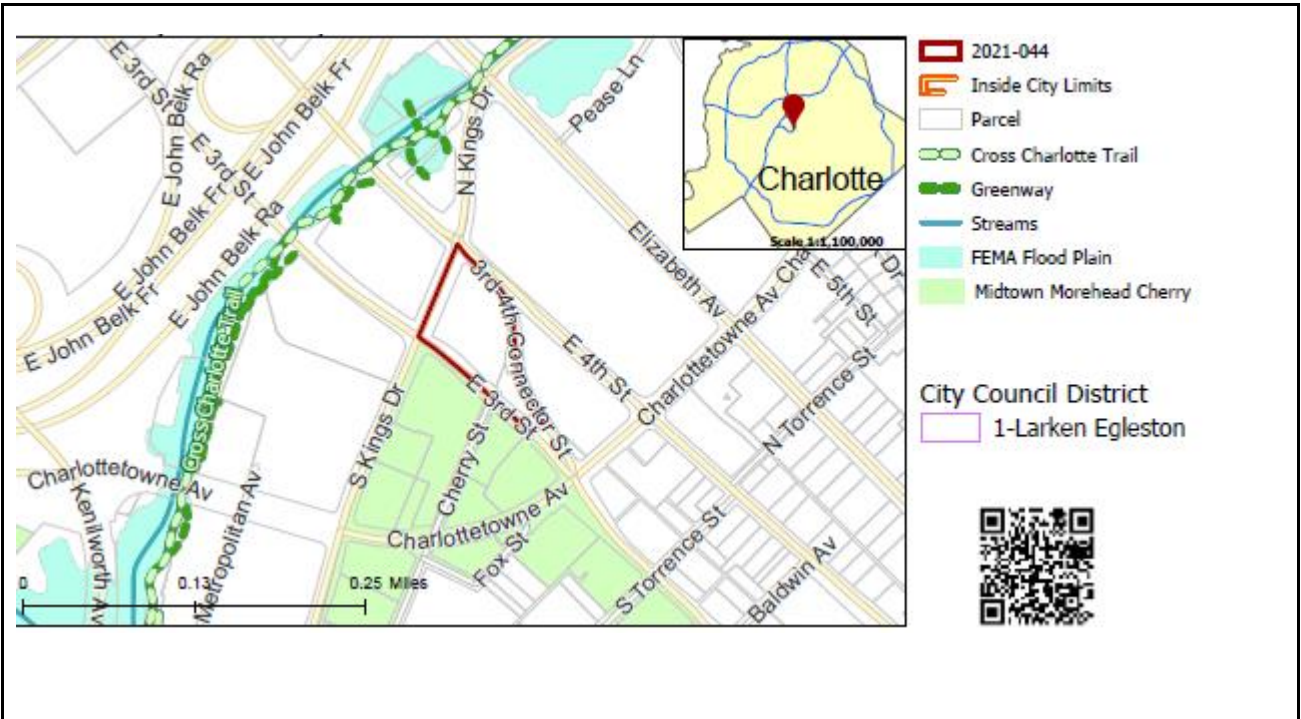 E 3rd St
E John Belk Ra
E John Belk Fr
E 3rd St
E John Belk Fr
E John Belk Fr
E John Belk Ra
E John Belk Fr
N Kings Dr
Pease Ln
Charlotte
Scale 1:1,100,000
Elizabeth Av
E 5th St
Charlottetowne Av
3rd-4th Connector St
E 4th St
E 3rd St
N Torrence St
Cross Charlotte Trail
S Kings Dr
Cherry St
Charlottetowne Av
Charlottetowne Av
Kenilworth Av
Metropolitan Av
Fox St
S Torrence St
Baldwin Av
0
0.13
0.25 Miles
2021-044
Inside City Limits
Parcel
Cross Charlotte Trail
Greenway
Streams
FEMA Flood Plain
Midtown Morehead Cherry
City Council District
1-Larken Egleston